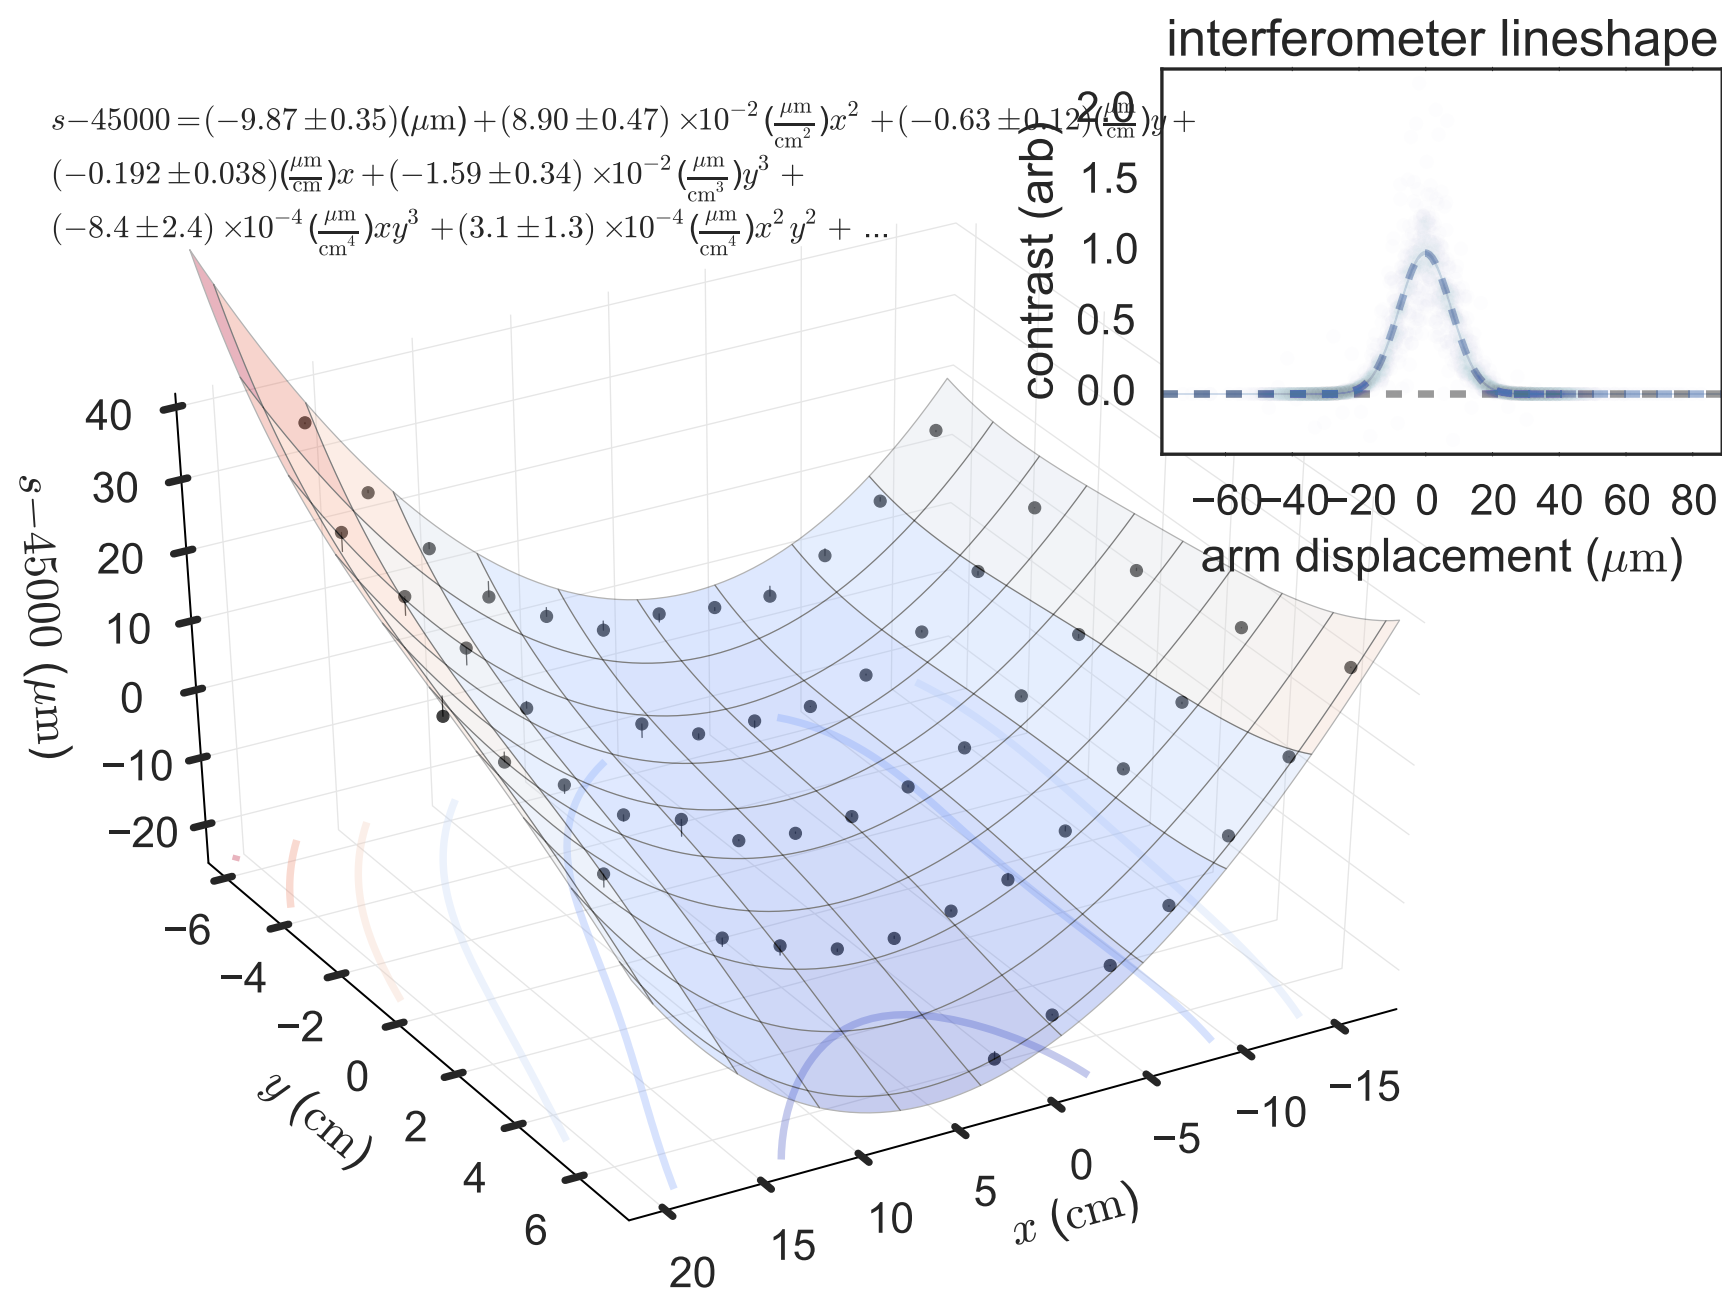 interferometer lineshape
s−45000=(−9.87±0.35)(μm)+(8.90±0.47)×10⁻²(μm/cm²)x² +(−0.63±0.12)(μm/cm)y+
(−0.192±0.038)(μm/cm)x+(−1.59±0.34)×10⁻²(μm/cm³)y³ +
(−8.4±2.4)×10⁻⁴(μm/cm⁴)xy³ +(3.1±1.3)×10⁻⁴(μm/cm⁴)x²y² + ...
contrast (arb)
2.0
1.5
1.0
0.5
0.0
−60 −40 −20 0 20 40 60 80
arm displacement (μm)
s−45000 (μm)
40
30
20
10
0
−10
−20
−6
−4
−2
0
2
4
6
y (cm)
20
15
10
5
0
−5
−10
−15
x (cm)